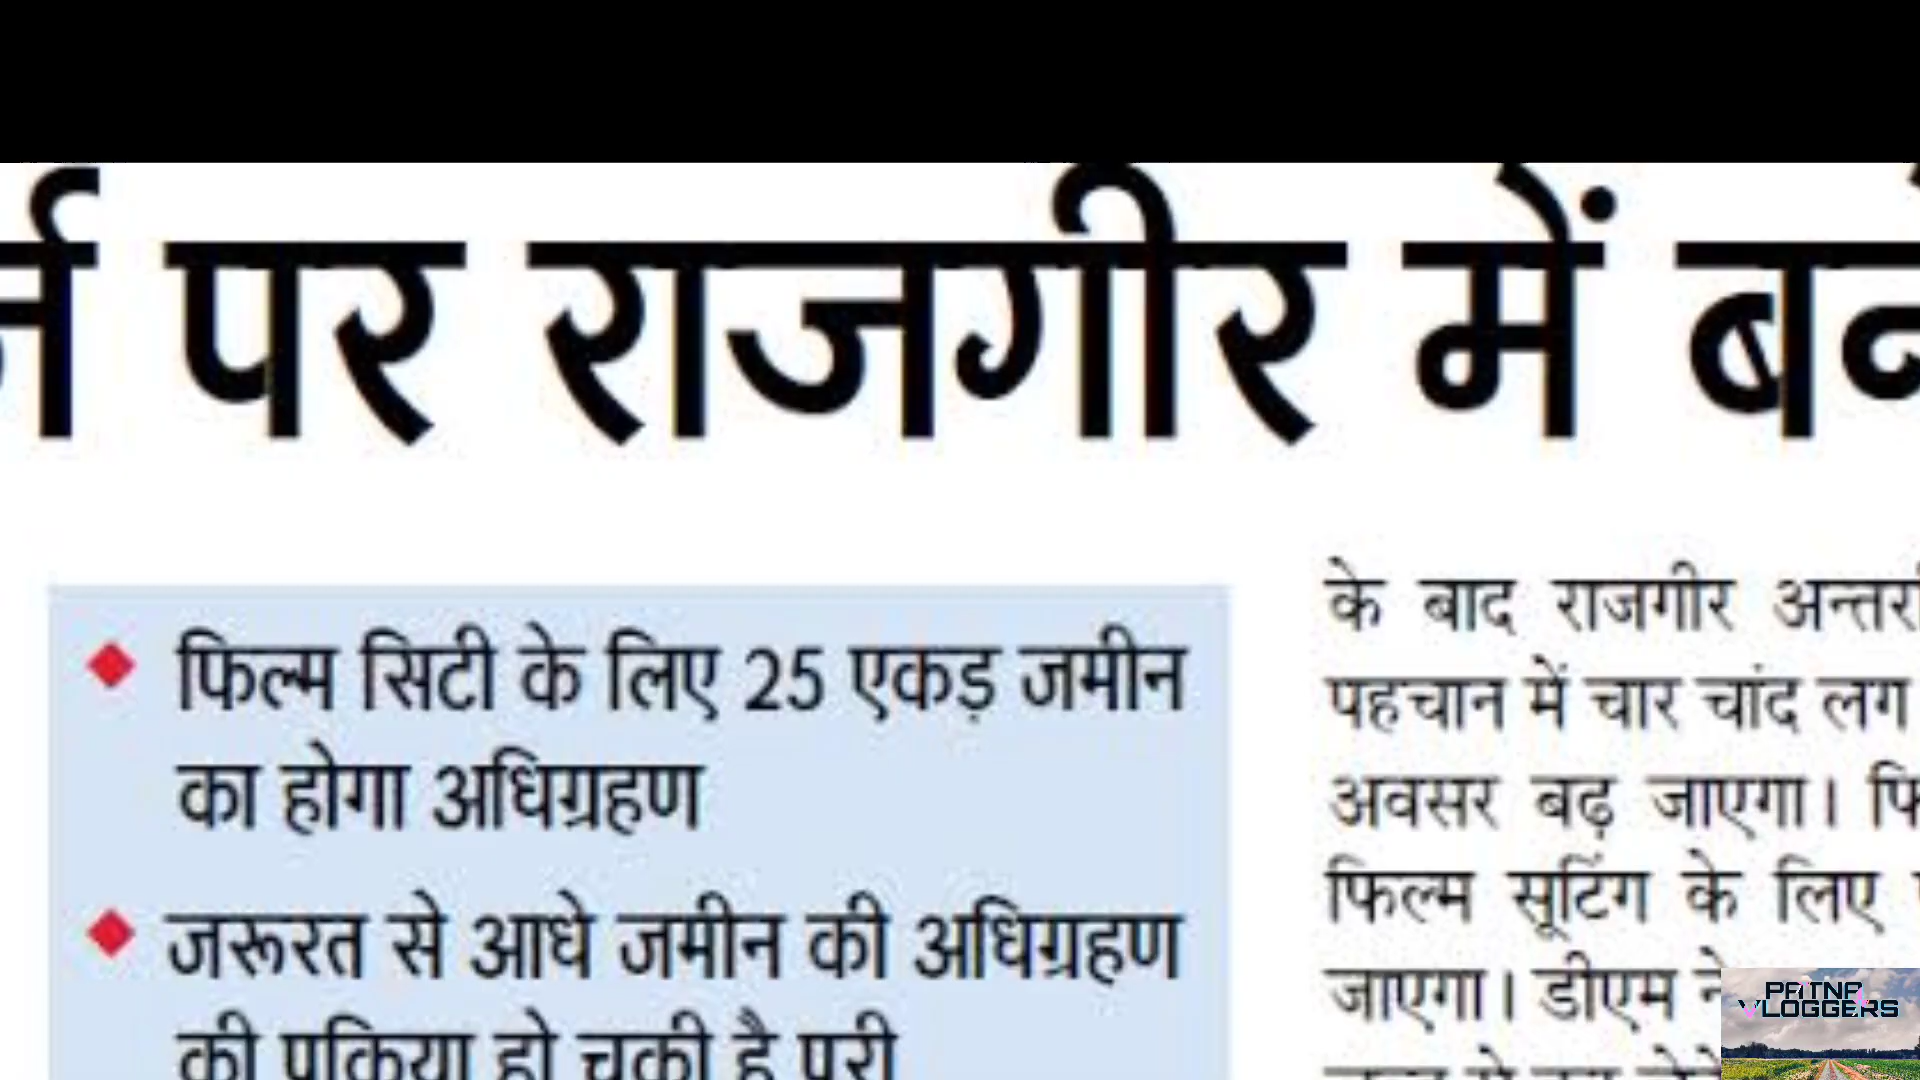 पर राजगीर में
फिल्म सिटी के लिए 25 एकड़ जमीन
का होगा अधिग्रहण
जरूरत से आधे जमीन की अधिग्रहण
की प्रक्रिया हो चुकी है पूरी
के बाद राजगीर
पहचान में चार चांद लग
अवसर बढ़ जाएगा।
फिल्म सूटिंग के लिए
जाएगा। डीएम ने
PATNA
VLOGGERS